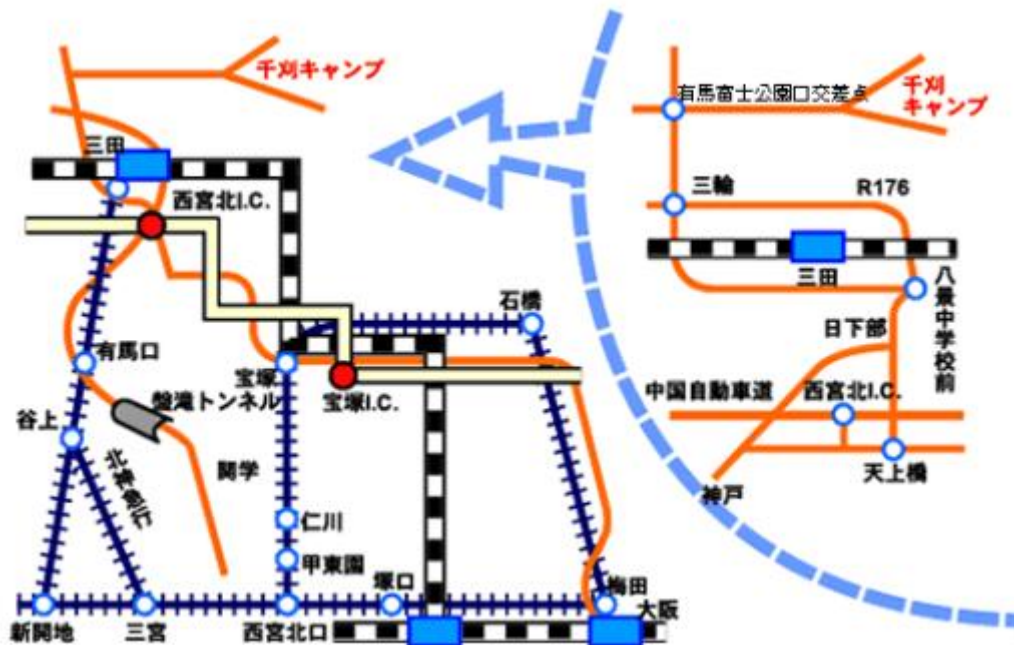 千刈キャンプ
三田
西宮北I.C.
石橋
有馬口
宝塚
宝塚I.C.
盤滝トンネル
谷上
関学
仁川
甲東園
塚口
梅田
大阪
新開地
三宮
西宮北口
有馬富士公園口交差点
千刈
キャンプ
三輪
R176
三田
八景中学校前
日下部
中国自動車道
西宮北I.C.
天上橋
神戸